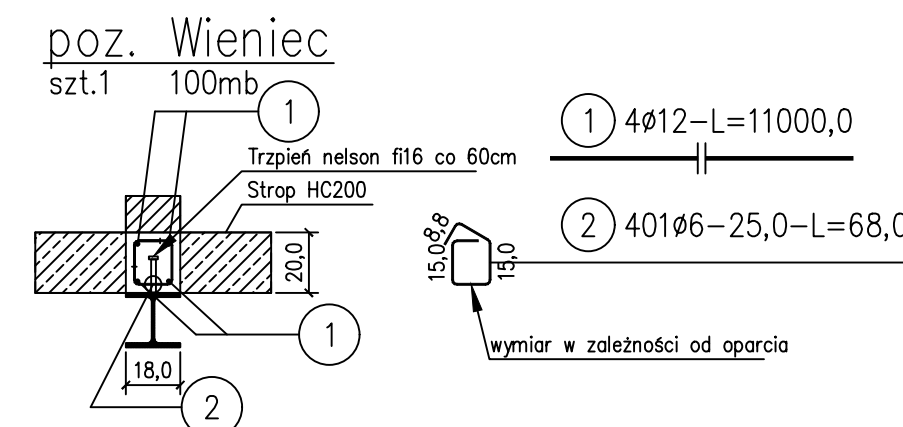 poz. Wieniec
szt.1 100mb
1
Trzpień nelson fi16 co 60cm
Strop HC200
20,0
1
18,0
2
1 4ø12-L=11000,0
2 401ø6-25,0-L=68,0
8,8
15,0
15,0
wymiar w zależności od oparcia